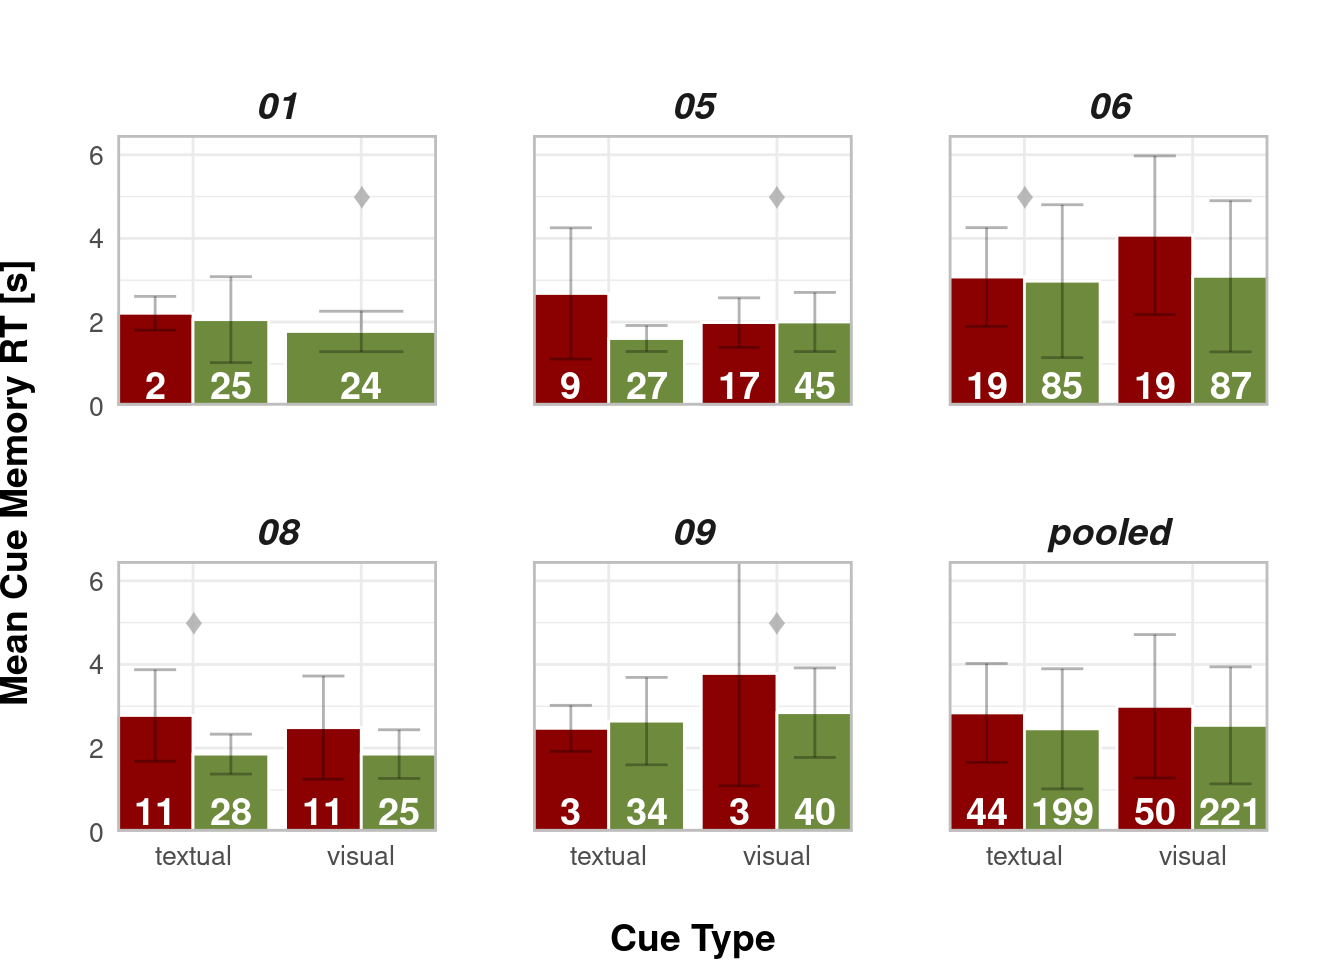 01 05 06
6
4
2
0
2 25 24
9 27 17 45
19 85 19 87
Mean Cue Memory RT [s]
08 09 pooled
6
4
2
0
11 28 11 25
3 34 3 40
44 199 50 221
textual visual
textual visual
textual visual
Cue Type